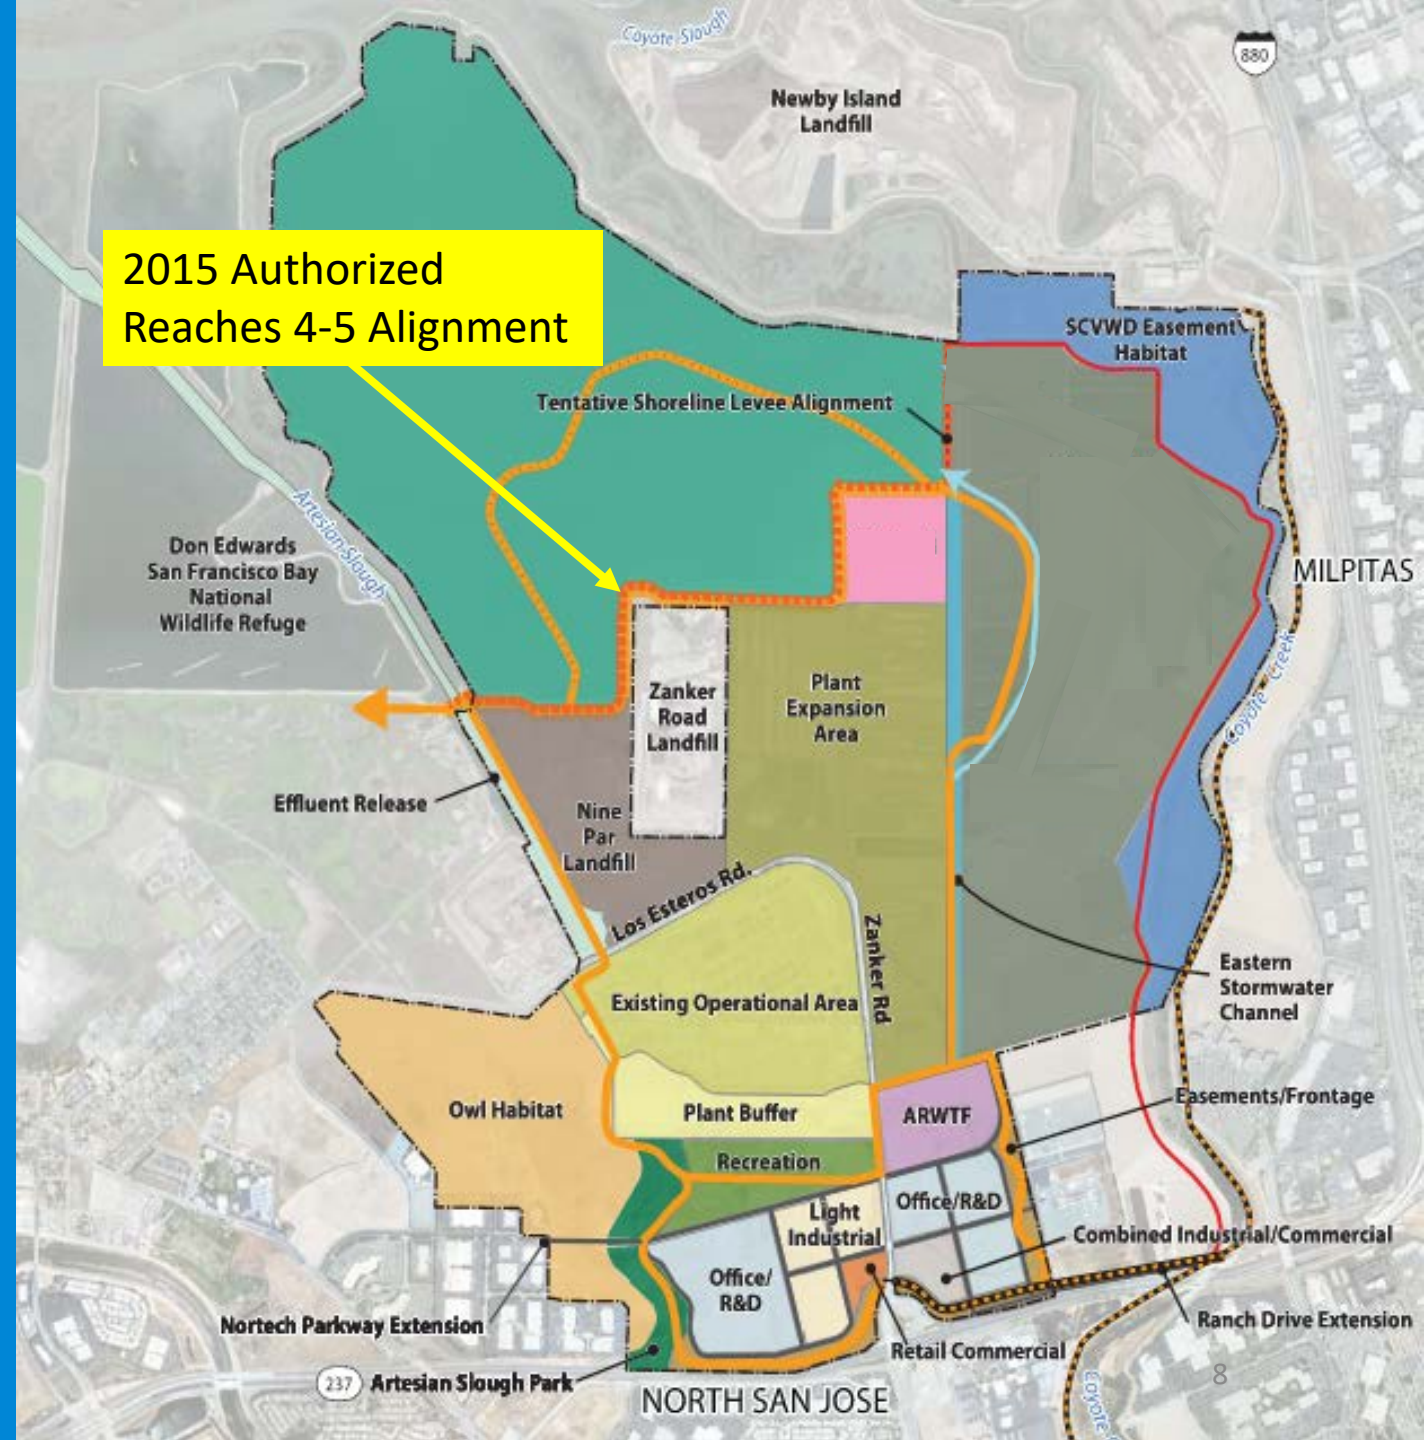 Coyote Slough
880
Newby Island
Landfill
2015 Authorized
Reaches 4-5 Alignment
SCVWD Easement
Habitat
Tentative Shoreline Levee Alignment
Artesian Slough
Don Edwards
San Francisco Bay
National
Wildlife Refuge
MILPITAS
Coyote Creek
Zanker
Road
Landfill
Plant
Expansion
Area
Effluent Release
Nine
Par
Landfill
Los Esteros Rd.
Zanker Rd
Existing Operational Area
Eastern
Stormwater
Channel
Owl Habitat
Plant Buffer
ARWTF
Easements/Frontage
Recreation
Light
Industrial
Office/R&D
Combined Industrial/Commercial
Office/
R&D
Nortech Parkway Extension
Ranch Drive Extension
Retail Commercial
237
Artesian Slough Park
NORTH SAN JOSE
8
Coyote